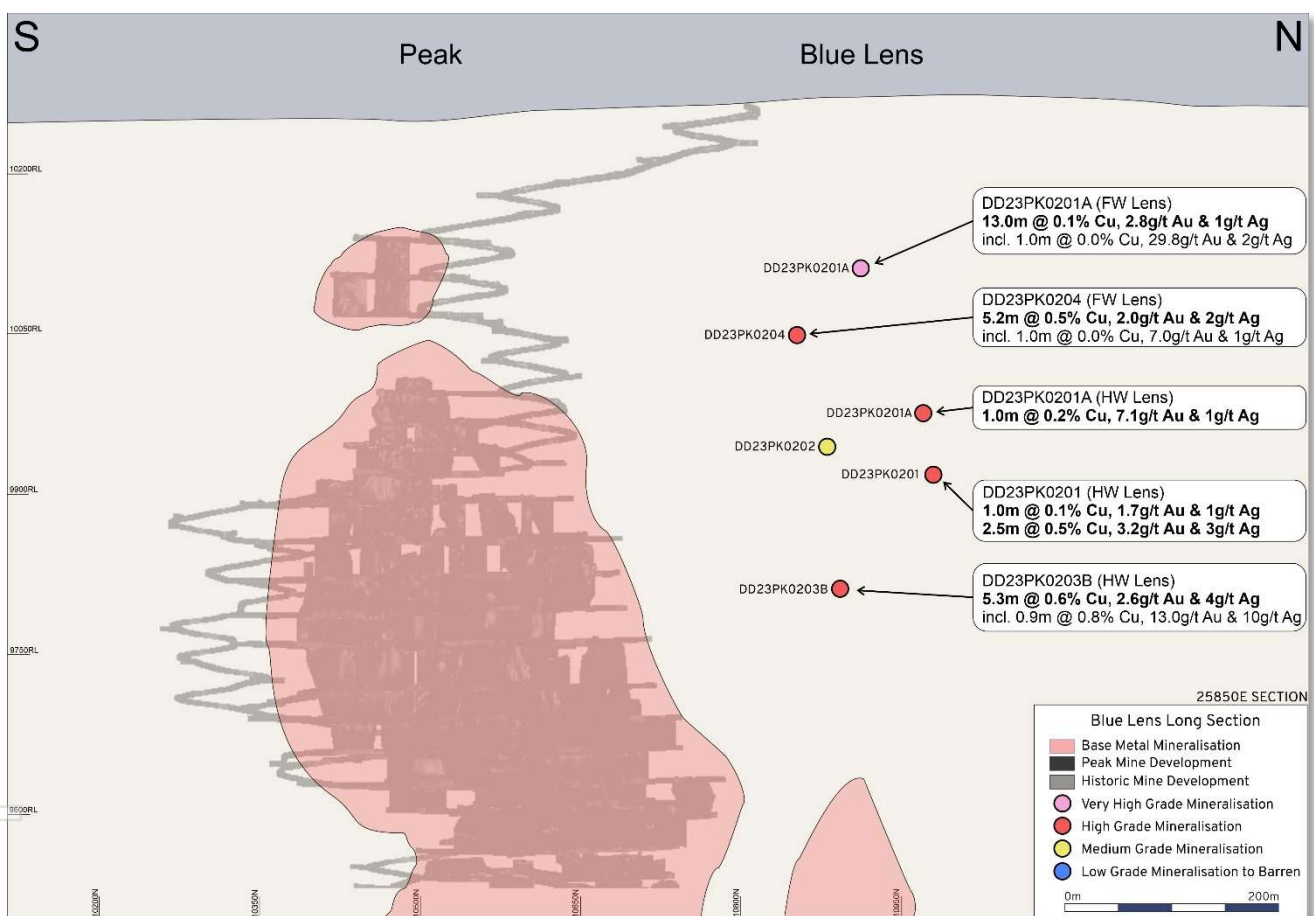 S
Peak
Blue Lens
N
10200RL
10050RL
9900RL
9750RL
9600RL
DD23PK0201A
DD23PK0204
DD23PK0201A
DD23PK0202
DD23PK0201
DD23PK0203B
DD23PK0201A (FW Lens)
13.0m @ 0.1% Cu, 2.8g/t Au & 1g/t Ag
incl. 1.0m @ 0.0% Cu, 29.8g/t Au & 2g/t Ag
DD23PK0204 (FW Lens)
5.2m @ 0.5% Cu, 2.0g/t Au & 2g/t Ag
incl. 1.0m @ 0.0% Cu, 7.0g/t Au & 1g/t Ag
DD23PK0201A (HW Lens)
1.0m @ 0.2% Cu, 7.1g/t Au & 1g/t Ag
DD23PK0201 (HW Lens)
1.0m @ 0.1% Cu, 1.7g/t Au & 1g/t Ag
2.5m @ 0.5% Cu, 3.2g/t Au & 3g/t Ag
DD23PK0203B (HW Lens)
5.3m @ 0.6% Cu, 2.6g/t Au & 4g/t Ag
incl. 0.9m @ 0.8% Cu, 13.0g/t Au & 10g/t Ag
25850E SECTION
Blue Lens Long Section
Base Metal Mineralisation
Peak Mine Development
Historic Mine Development
Very High Grade Mineralisation
High Grade Mineralisation
Medium Grade Mineralisation
Low Grade Mineralisation to Barren
0m 200m
10200N
10350N
10500N
10650N
10800N
10950N